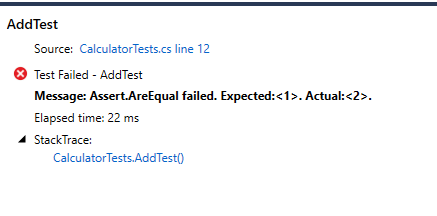 AddTest
Source: CalculatorTests.cs line 12
Test Failed - AddTest
Message: Assert.AreEqual failed. Expected:<1>. Actual:<2>.
Elapsed time: 22 ms
StackTrace:
CalculatorTests.AddTest()